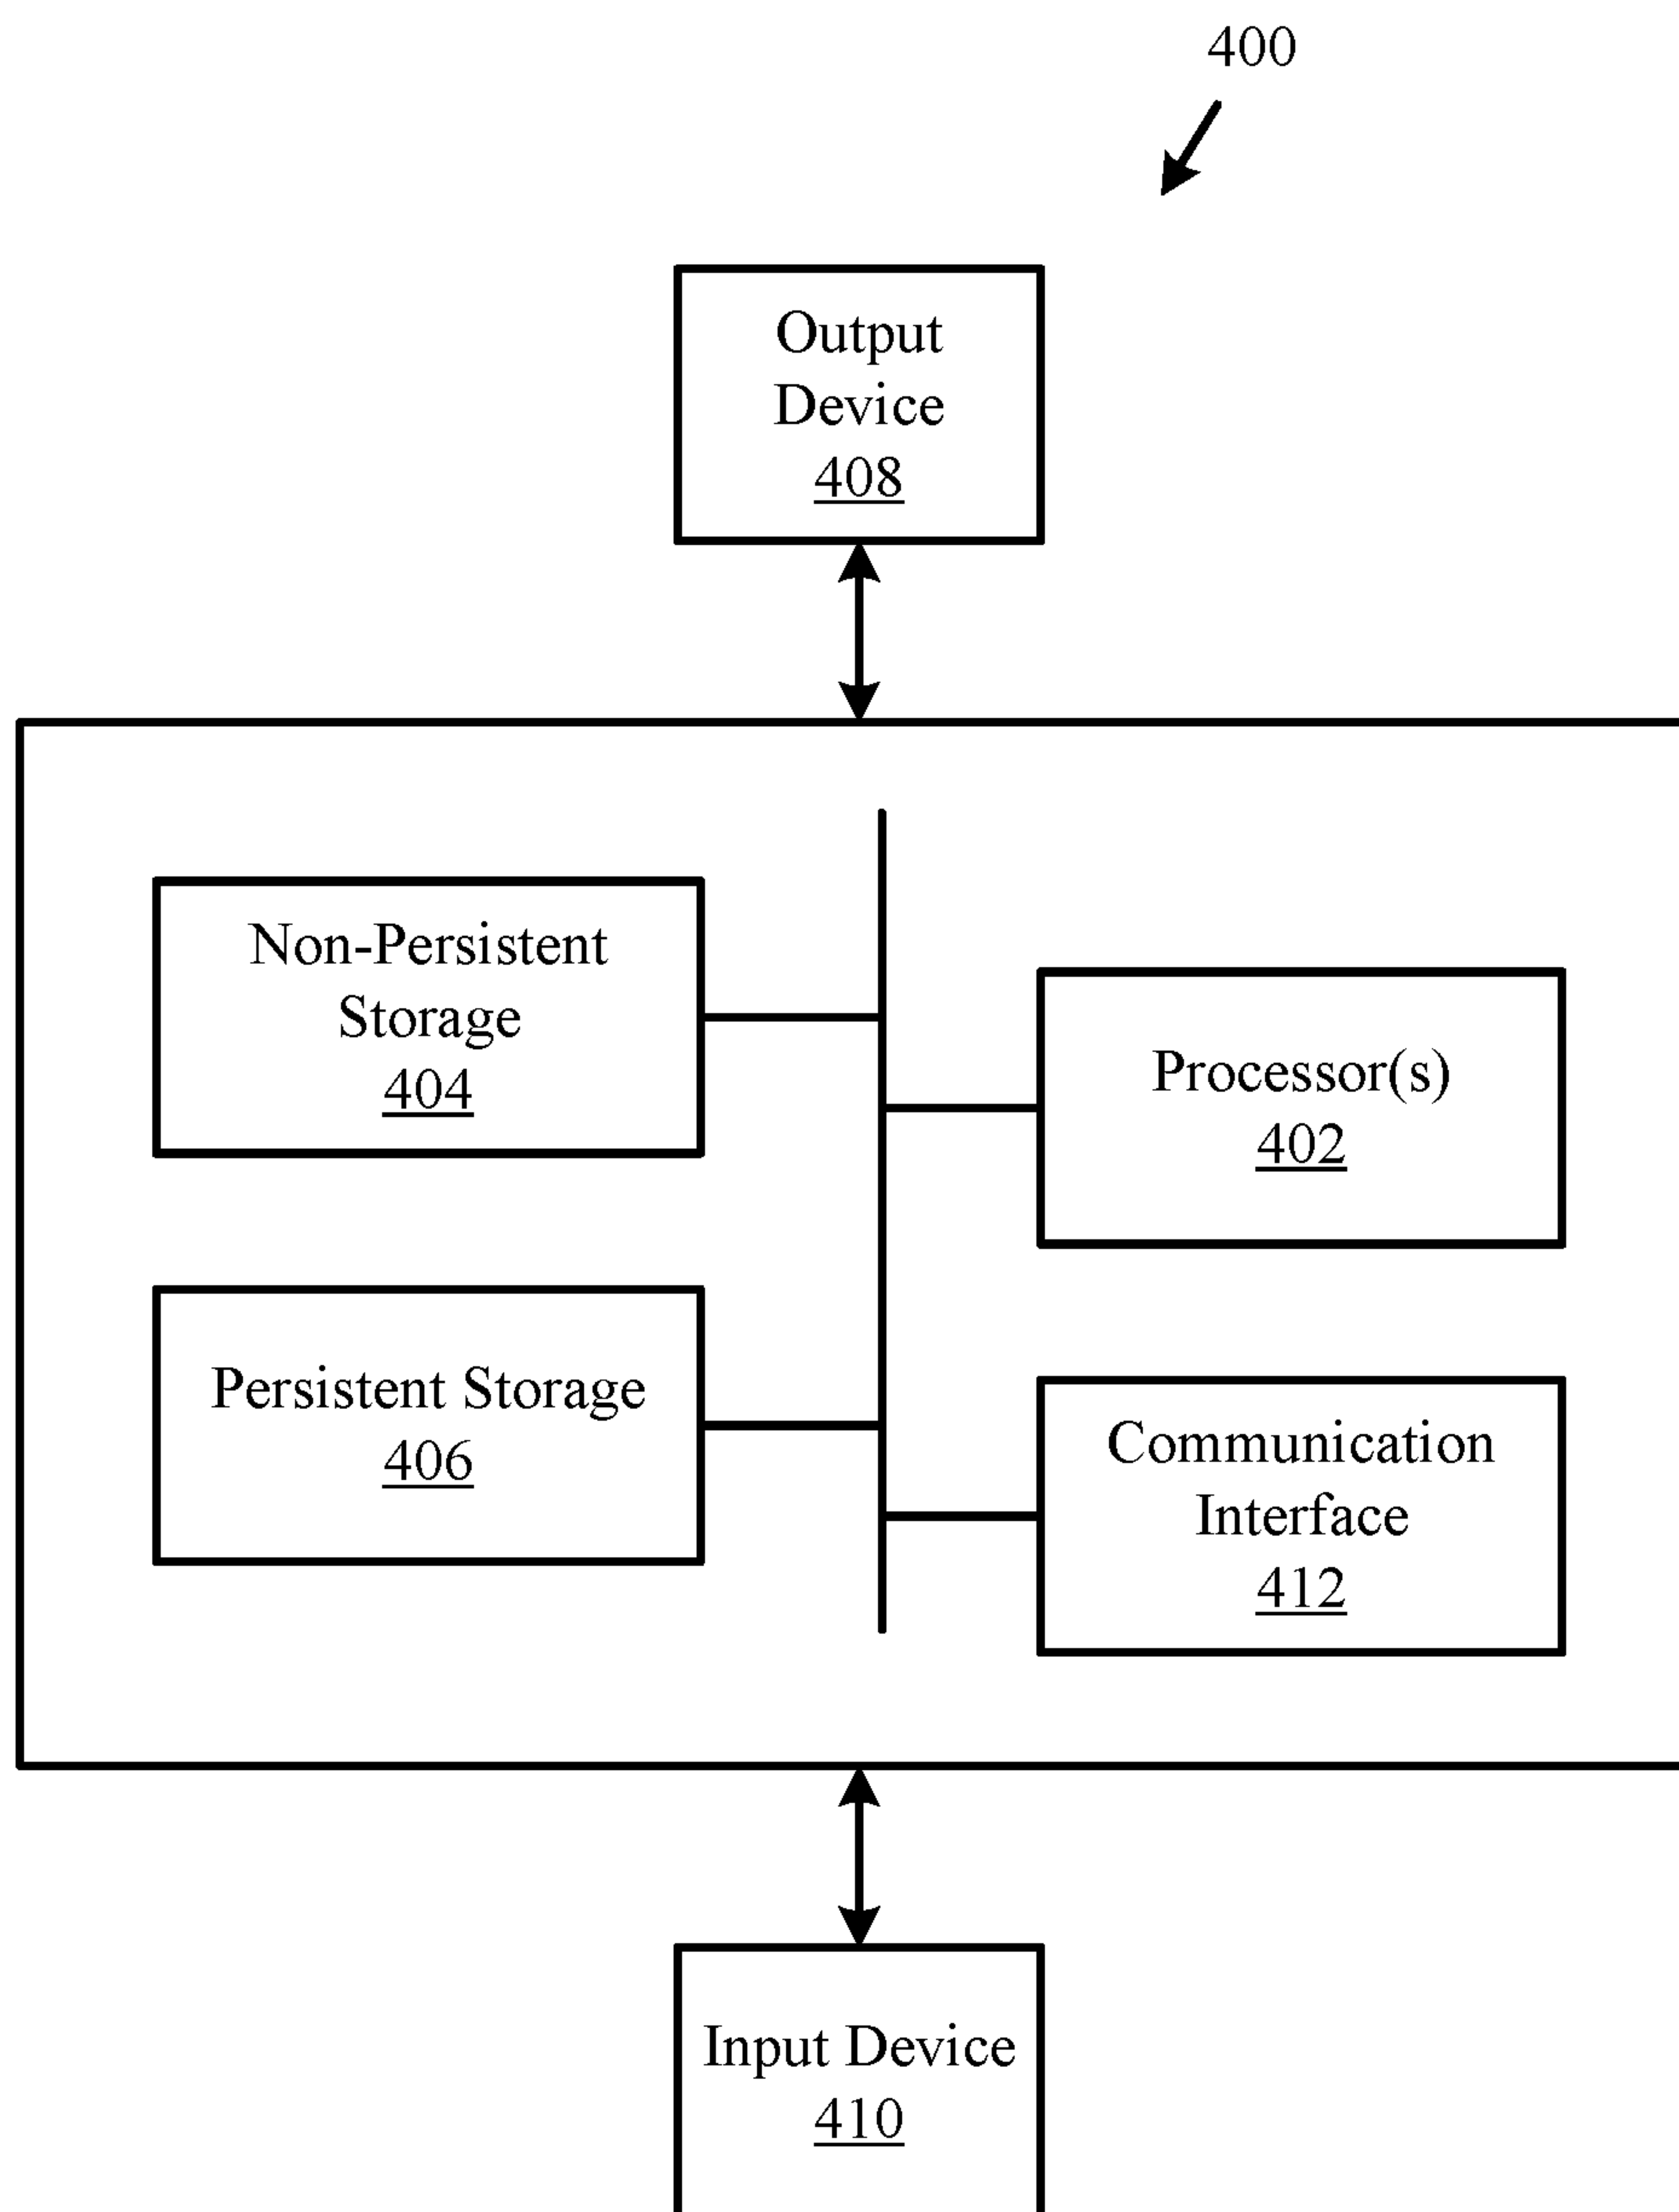 400
Output
Device
408
Non-Persistent
Storage
404
Processor(s)
402
Persistent Storage
406
Communication
Interface
412
Input Device
410